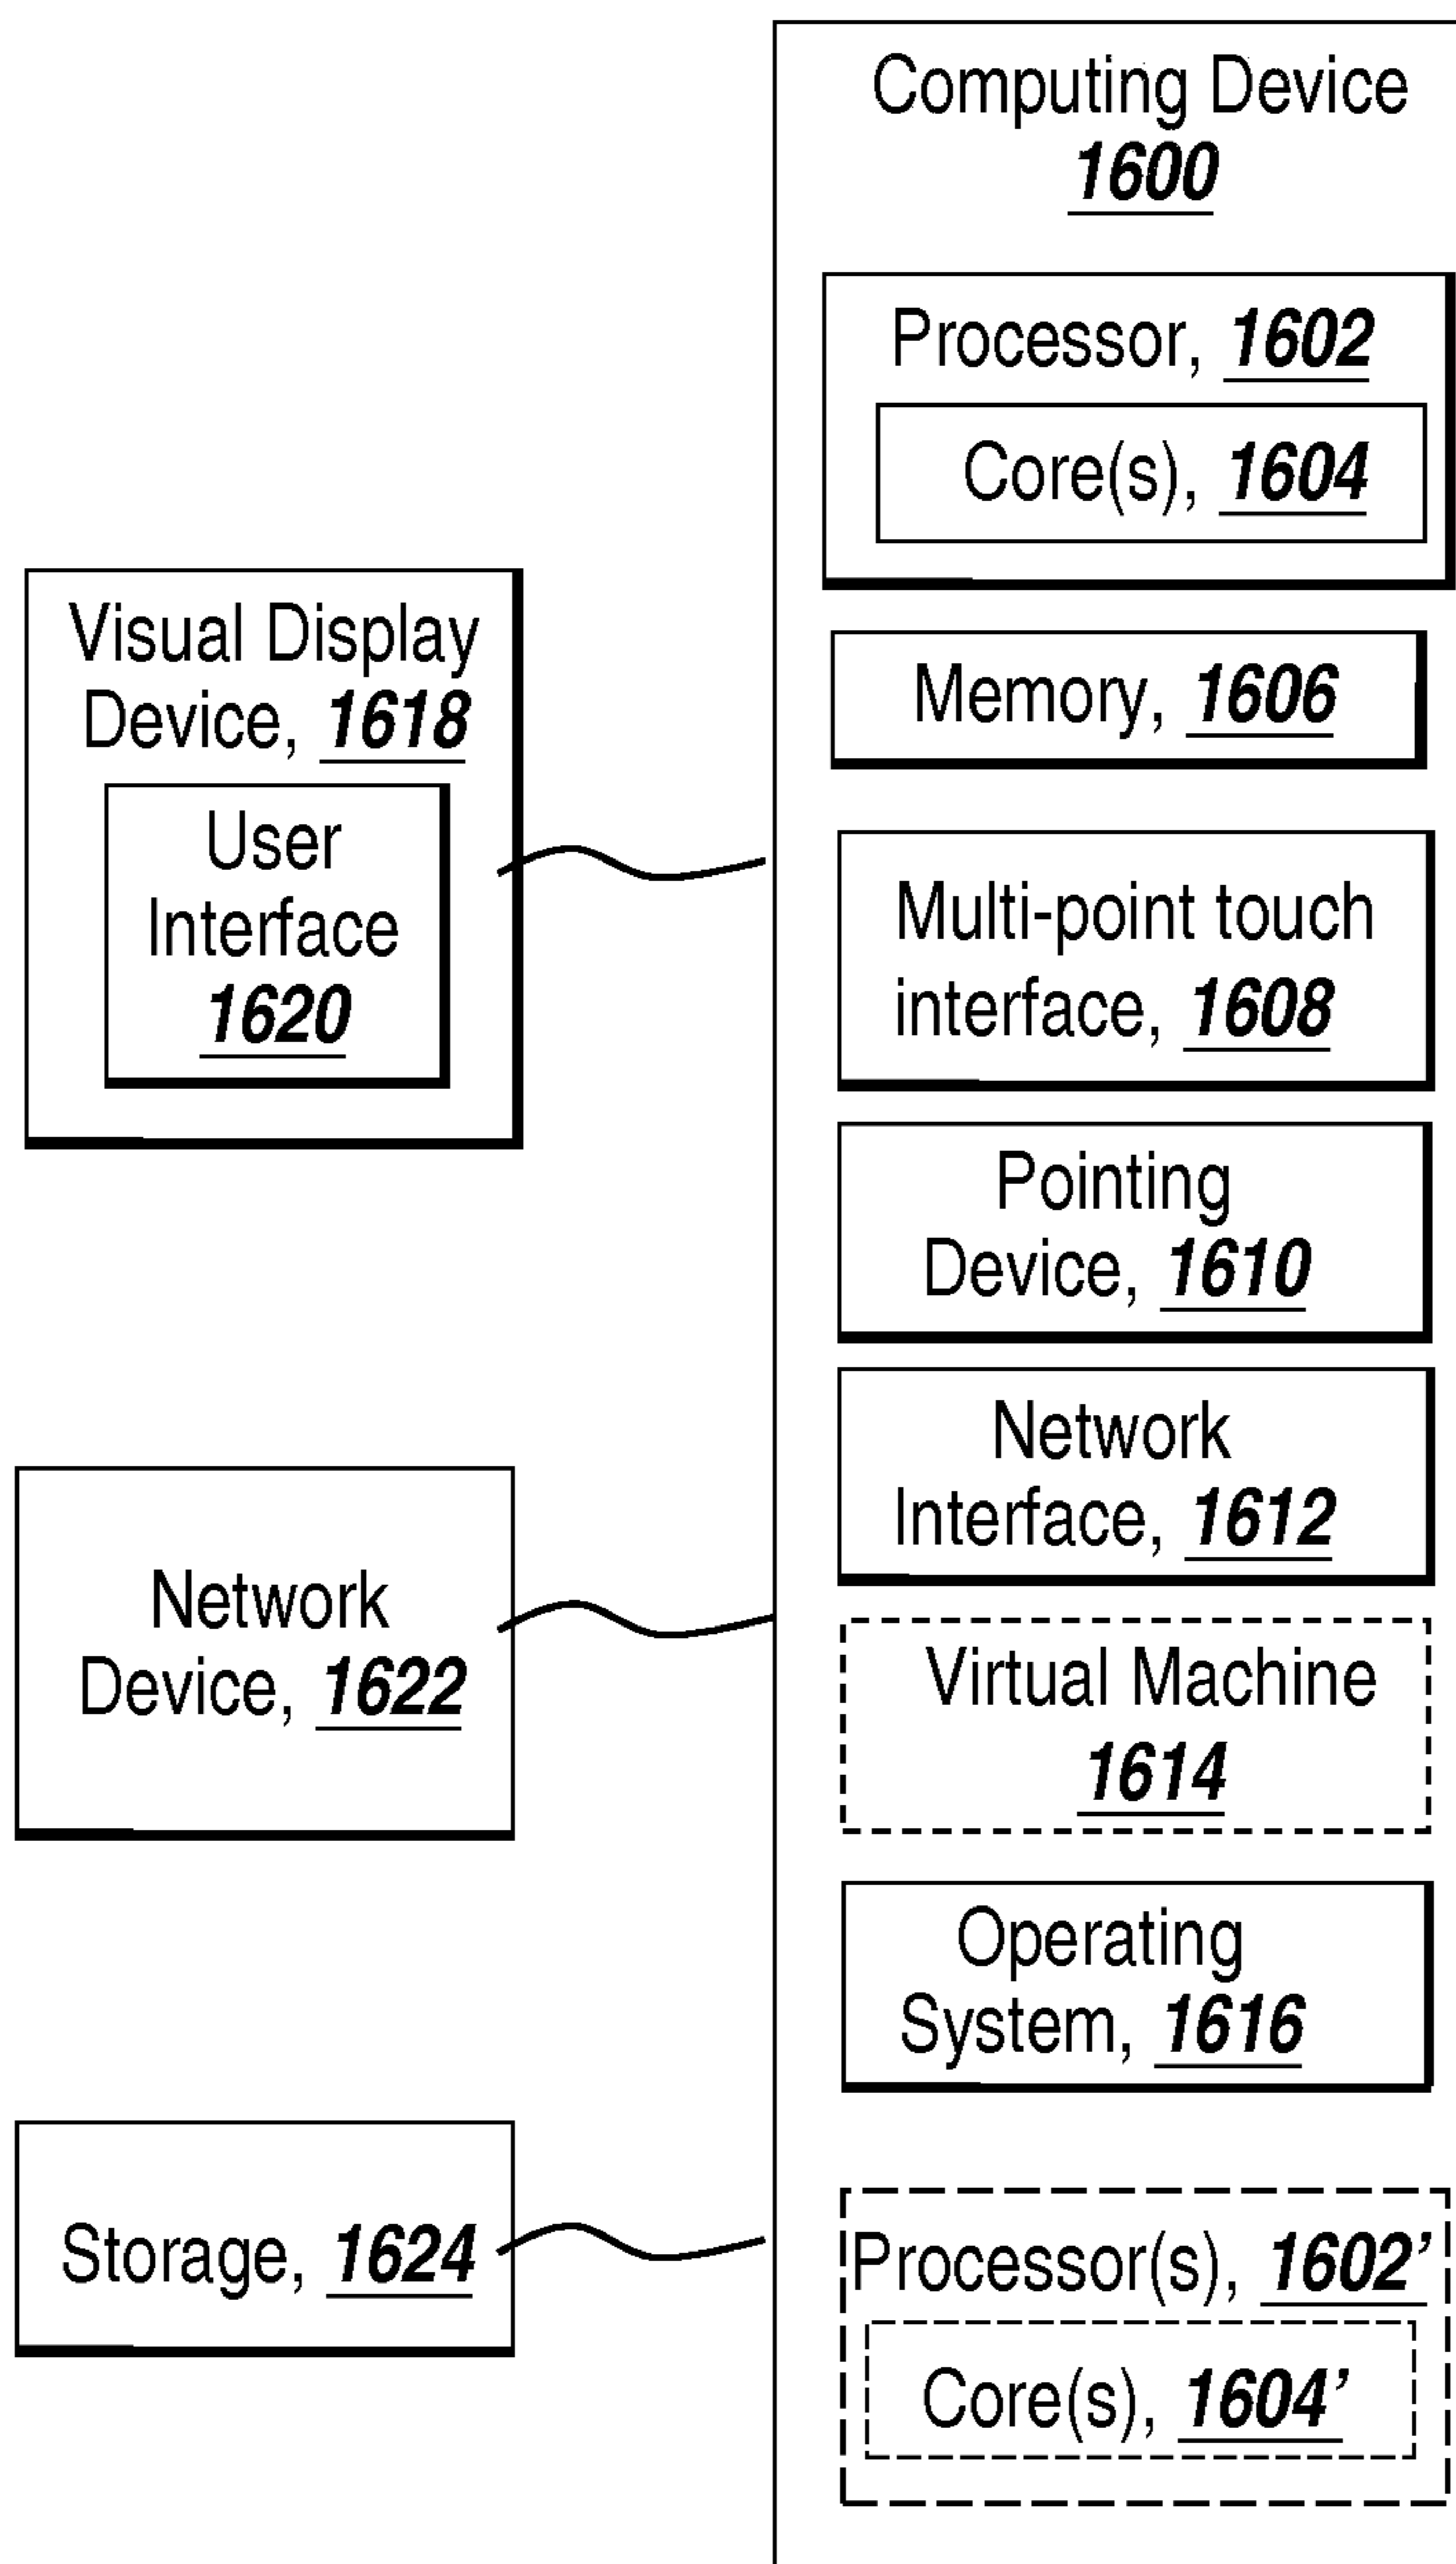 Computing Device
1600
Processor, 1602
Core(s), 1604
Memory, 1606
Multi-point touch
interface, 1608
Pointing
Device, 1610
Network
Interface, 1612
Virtual Machine
1614
Operating
System, 1616
Processor(s), 1602’
Core(s), 1604’
Visual Display
Device, 1618
User
Interface
1620
Network
Device, 1622
Storage, 1624